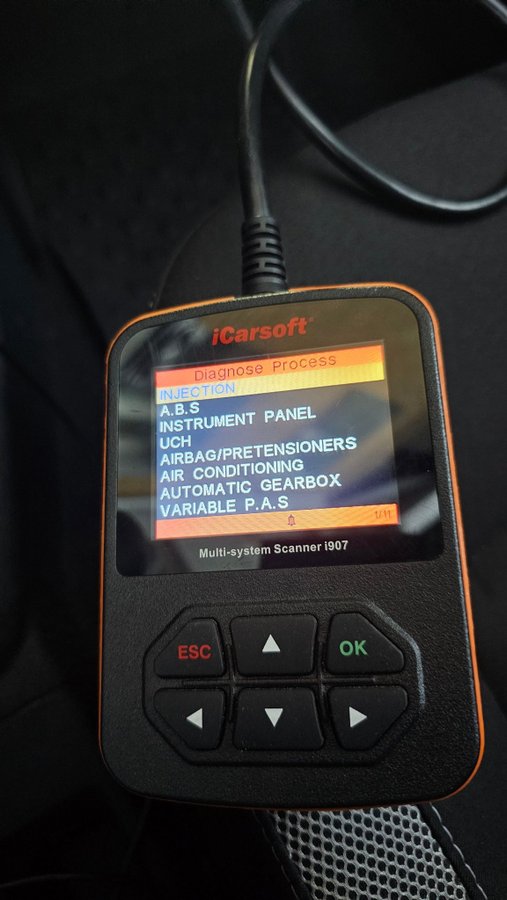 iCarsoft
Diagnose Process
INJECTION
A.B.S
INSTRUMENT PANEL
UCH
AIRBAG/PRETENSIONERS
AIR CONDITIONING
AUTOMATIC GEARBOX
VARIABLE P.A.S
1/11
Multi-system Scanner i907
ESC
OK